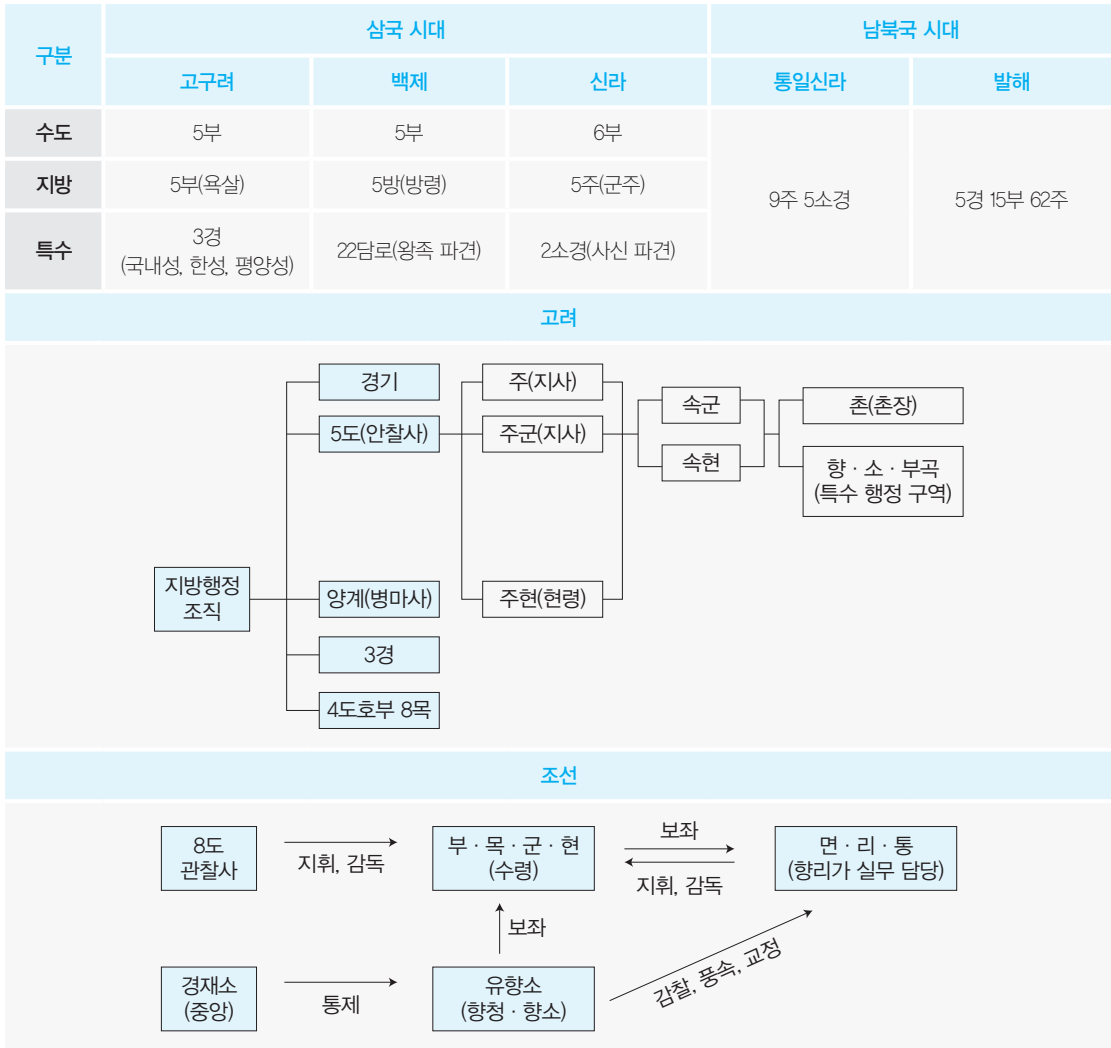 구분
삼국 시대
남북국 시대
고구려
백제
신라
통일신라
발해
수도
5부
5부
6부
9주 5소경
5경 15부 62주
지방
5부(욕살)
5방(방령)
5주(군주)
특수
3경
(국내성, 한성, 평양성)
22담로(왕족 파견)
2소경(사신 파견)
고려
지방행정
조직
경기
5도(안찰사)
양계(병마사)
3경
4도호부 8목
주(지사)
주군(지사)
주현(현령)
속군
속현
촌(촌장)
향 · 소 · 부곡
(특수 행정 구역)
조선
8도
관찰사
지휘, 감독
부 · 목 · 군 · 현
(수령)
보좌
지휘, 감독
면 · 리 · 통
(향리가 실무 담당)
보좌
경재소
(중앙)
통제
유향소
(향청 · 향소)
감찰, 풍속, 교정